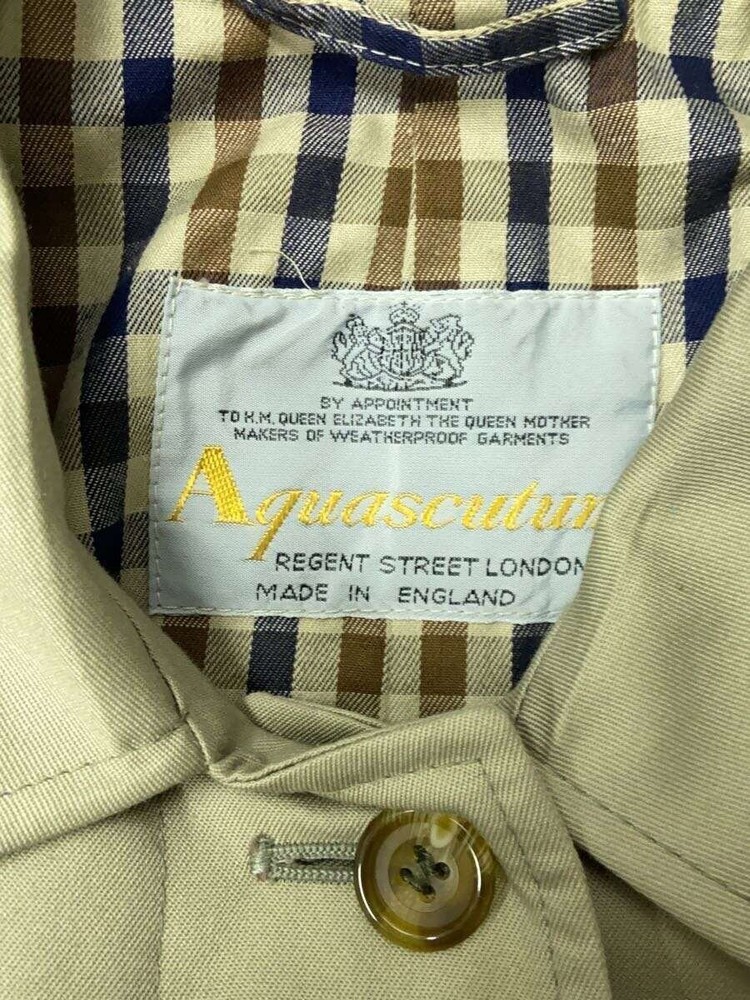 BY APPOINTMENT
TO H.M. QUEEN ELIZABETH THE QUEEN MOTHER
MAKERS OF WEATHERPROOF GARMENTS
Aquascutum
REGENT STREET LONDON
MADE IN ENGLAND